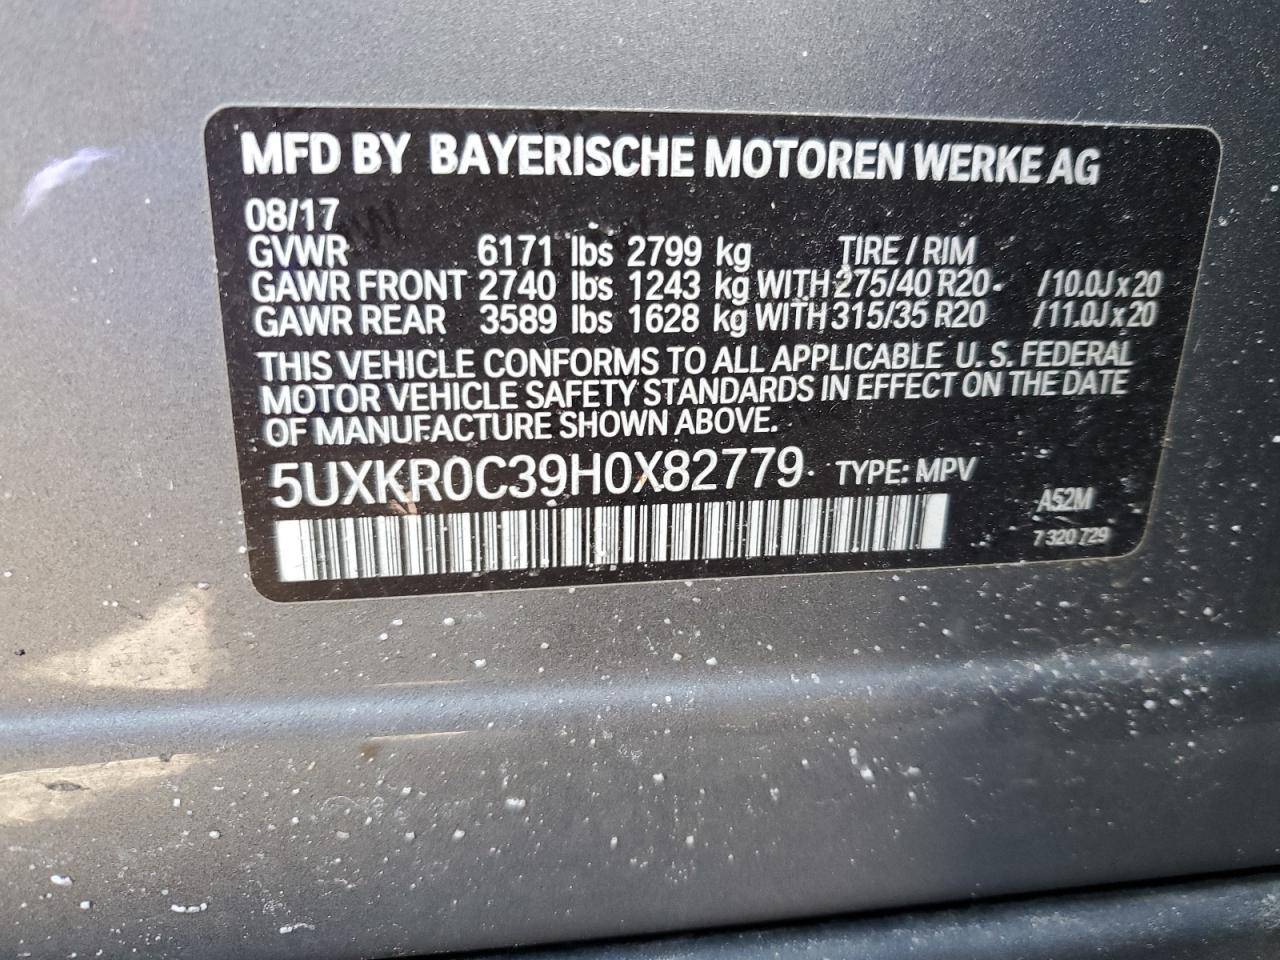 MFD BY BAYERISCHE MOTOREN WERKE AG
08/17
GVWR 6171 lbs 2799 kg TIRE / RIM
GAWR FRONT 2740 lbs 1243 kg WITH 275/40 R20 /10.0J x 20
GAWR REAR 3589 lbs 1628 kg WITH 315/35 R20 /11.0J x 20
THIS VEHICLE CONFORMS TO ALL APPLICABLE U. S. FEDERAL
MOTOR VEHICLE SAFETY STANDARDS IN EFFECT ON THE DATE
OF MANUFACTURE SHOWN ABOVE.
5UXKR0C39H0X82779 TYPE: MPV
A52M
7 320 729